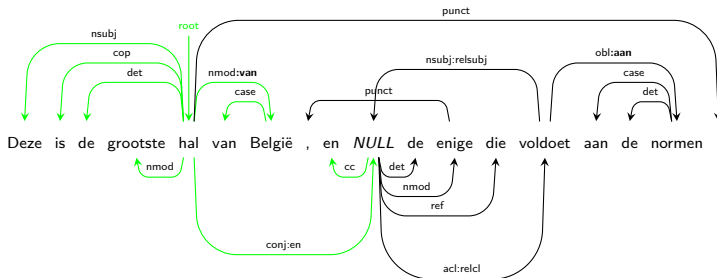 punct
root
nsubj
cop
nsubj:relsubj
obl:aan
det
nmod:van
case
case
punct
det
Deze is de grootste hal van België , en NULL de enige die voldoet aan de normen
nmod
cc
det
nmod
ref
conj:en
acl:relcl